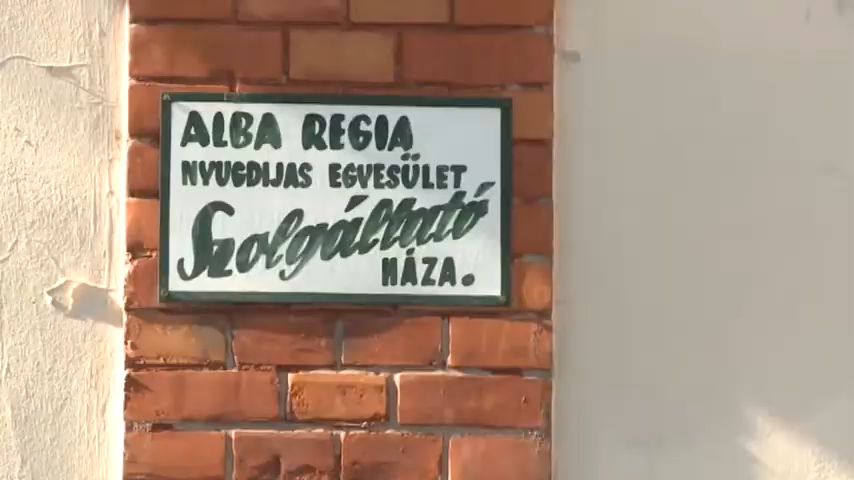 ALBA REGIA
NYUGDIJAS EGYESÜLET
Szolgáltató
HÁZA.